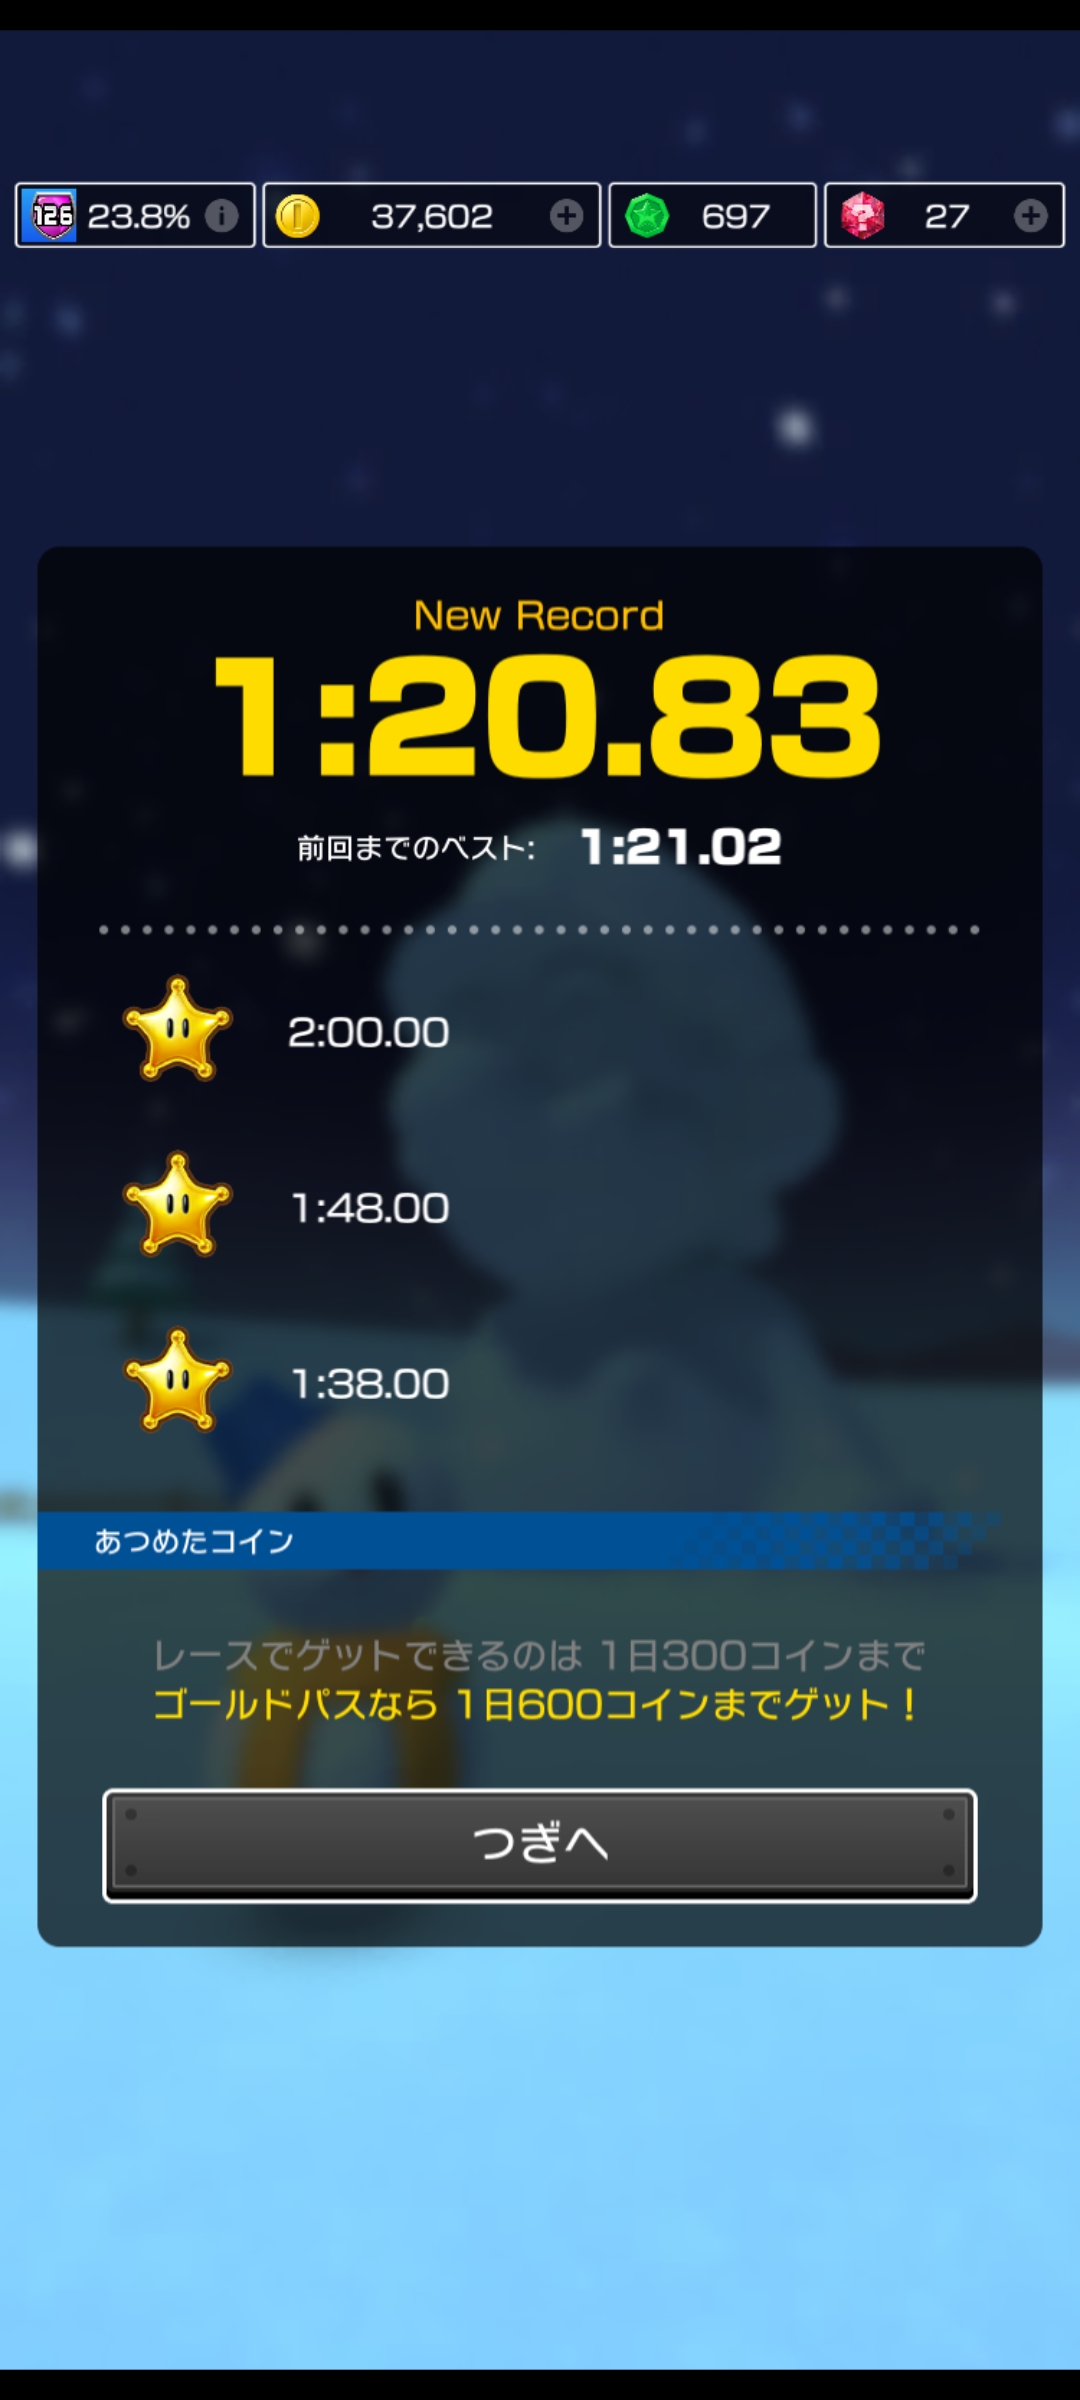 126 23.8% 37,602 697 27
New Record
1:20.83
前回までのベスト: 1:21.02
2:00.00
1:48.00
1:38.00
あつめたコイン
レースでゲットできるのは 1日300コインまで
ゴールドパスなら 1日600コインまでゲット！
つぎへ